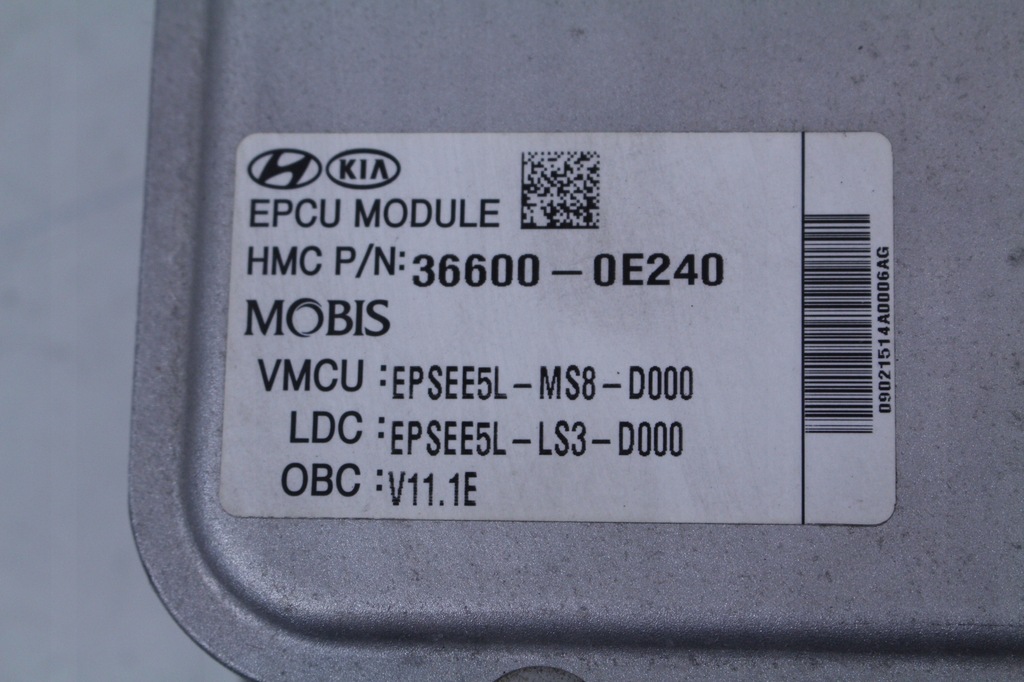 KIA
EPCU MODULE
HMC P/N: 36600-0E240
MOBIS
VMCU :EPSEE5L-MS8-D000
LDC :EPSEE5L-LS3-D000
OBC :V11.1E
09021514A0006AG